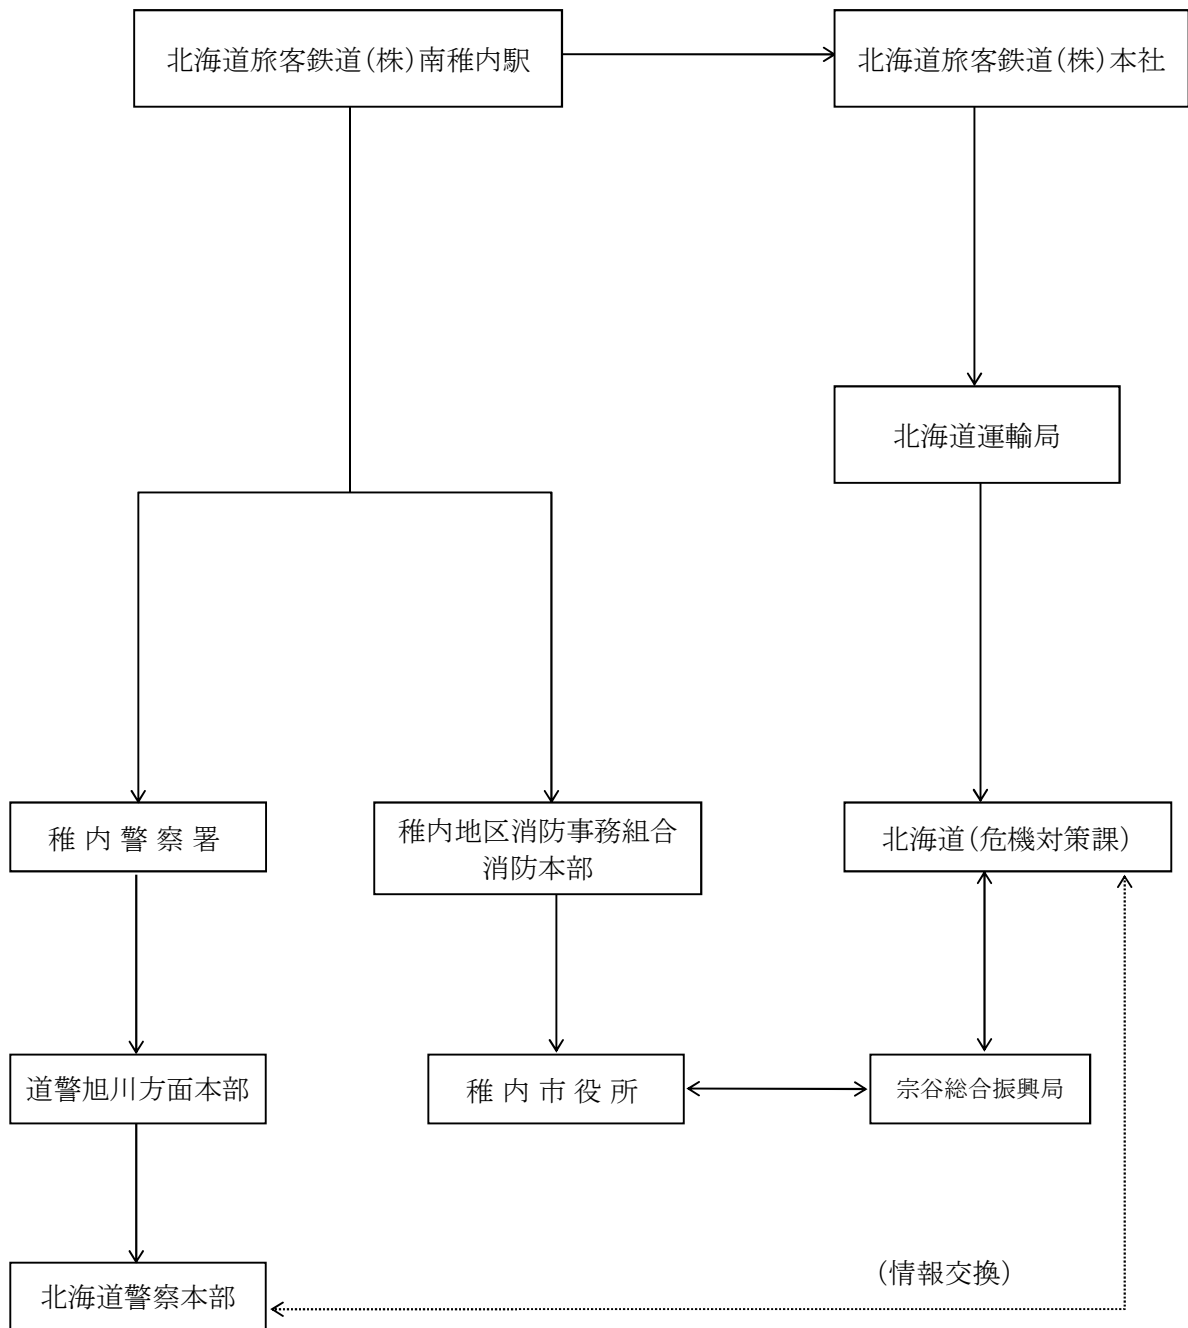 北海道旅客鉄道(株)南稚内駅
北海道旅客鉄道(株)本社
北海道運輸局
稚内警察署
稚内地区消防事務組合
消防本部
北海道(危機対策課)
道警旭川方面本部
稚内市役所
宗谷総合振興局
(情報交換)
北海道警察本部